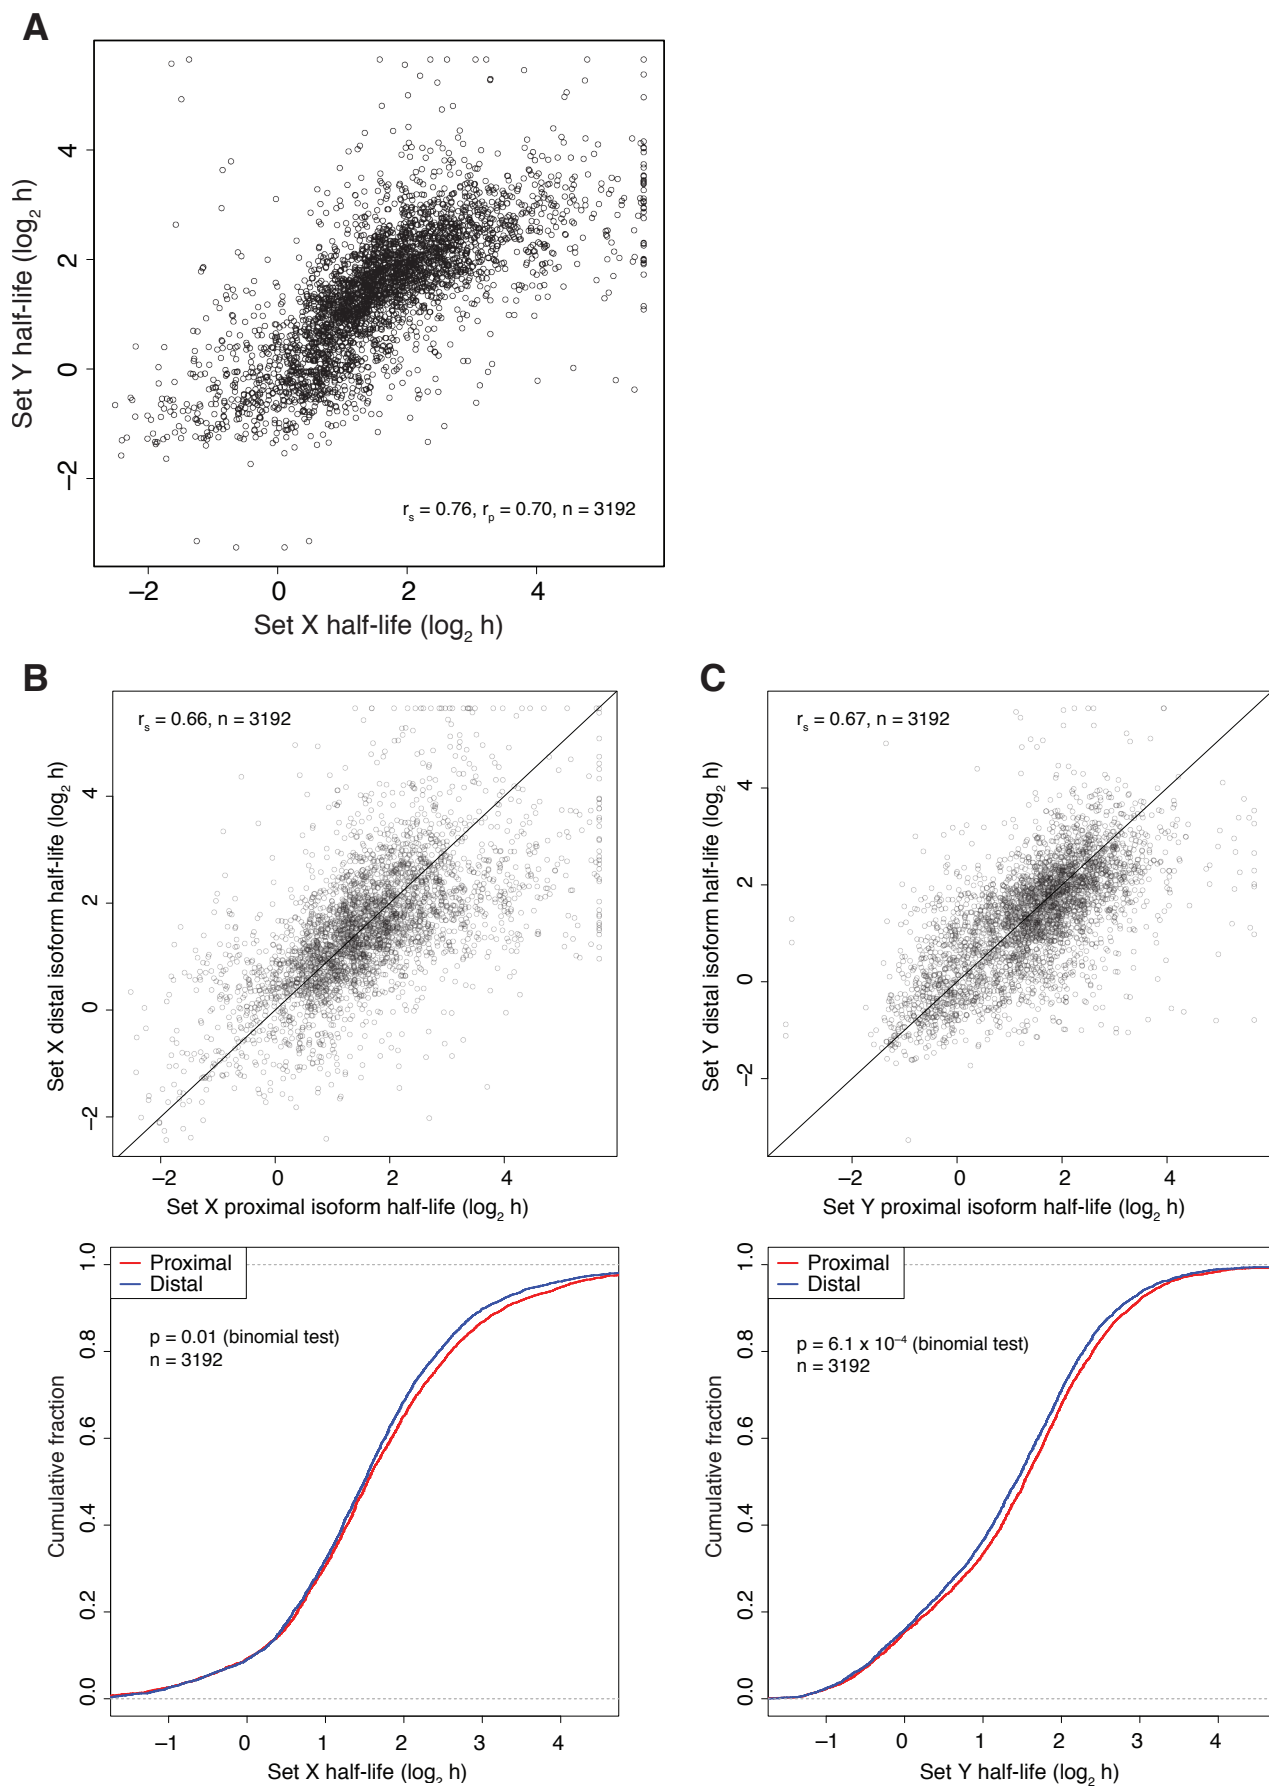 A
4
2
0
−2
Set Y half-life (log2 h)
rs = 0.76, rp = 0.70, n = 3192
−2 0 2 4
Set X half-life (log2 h)
B
rs = 0.66, n = 3192
4
2
0
−2
Set X distal isoform half-life (log2 h)
−2 0 2 4
Set X proximal isoform half-life (log2 h)
C
rs = 0.67, n = 3192
4
2
0
−2
Set Y distal isoform half-life (log2 h)
−2 0 2 4
Set Y proximal isoform half-life (log2 h)
Proximal
Distal
p = 0.01 (binomial test)
n = 3192
1.0
0.8
0.6
0.4
0.2
0.0
Cumulative fraction
−1 0 1 2 3 4
Set X half-life (log2 h)
Proximal
Distal
p = 6.1 x 10−4 (binomial test)
n = 3192
1.0
0.8
0.6
0.4
0.2
0.0
Cumulative fraction
−1 0 1 2 3 4
Set Y half-life (log2 h)